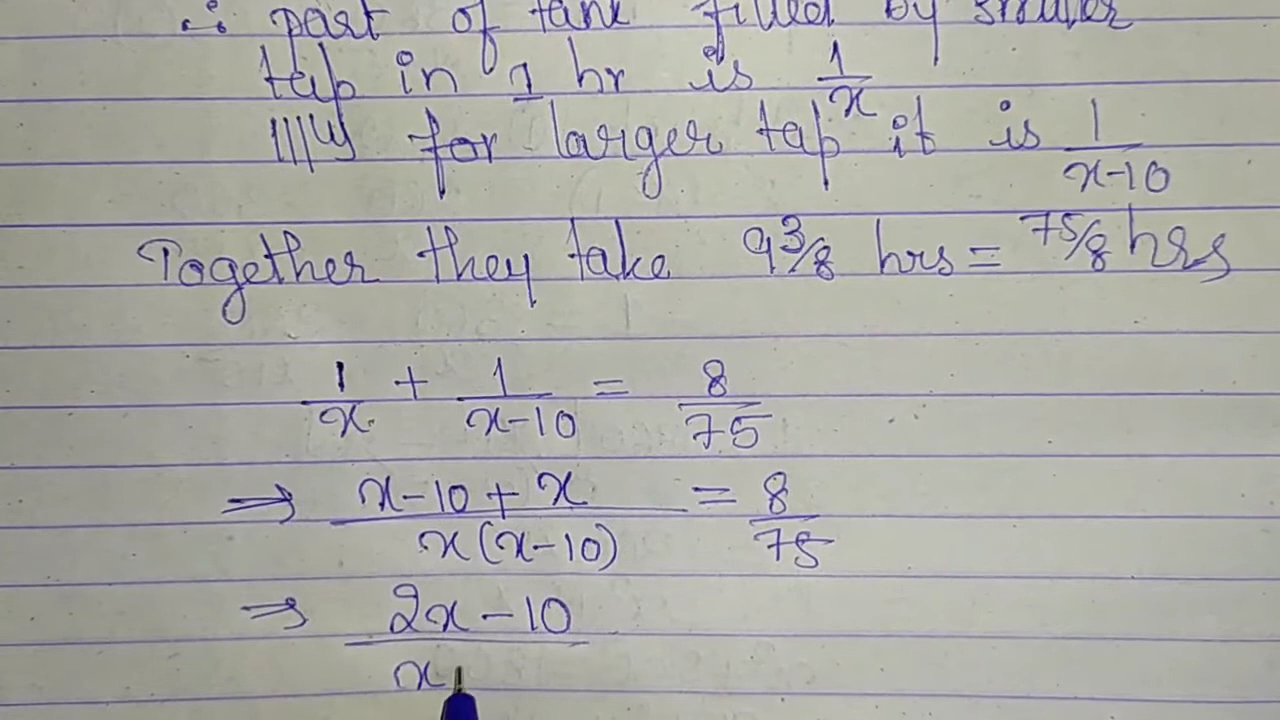 ∴ part of tank filled by smaller
tap in 1 hr is 1/x
|||ly for larger tap it is 1/(x-10)
Together they take 9 3/8 hrs = 75/8 hrs
1/x + 1/(x-10) = 8/75
⇒ (x-10+x)/(x(x-10)) = 8/75
⇒ (2x-10)/x